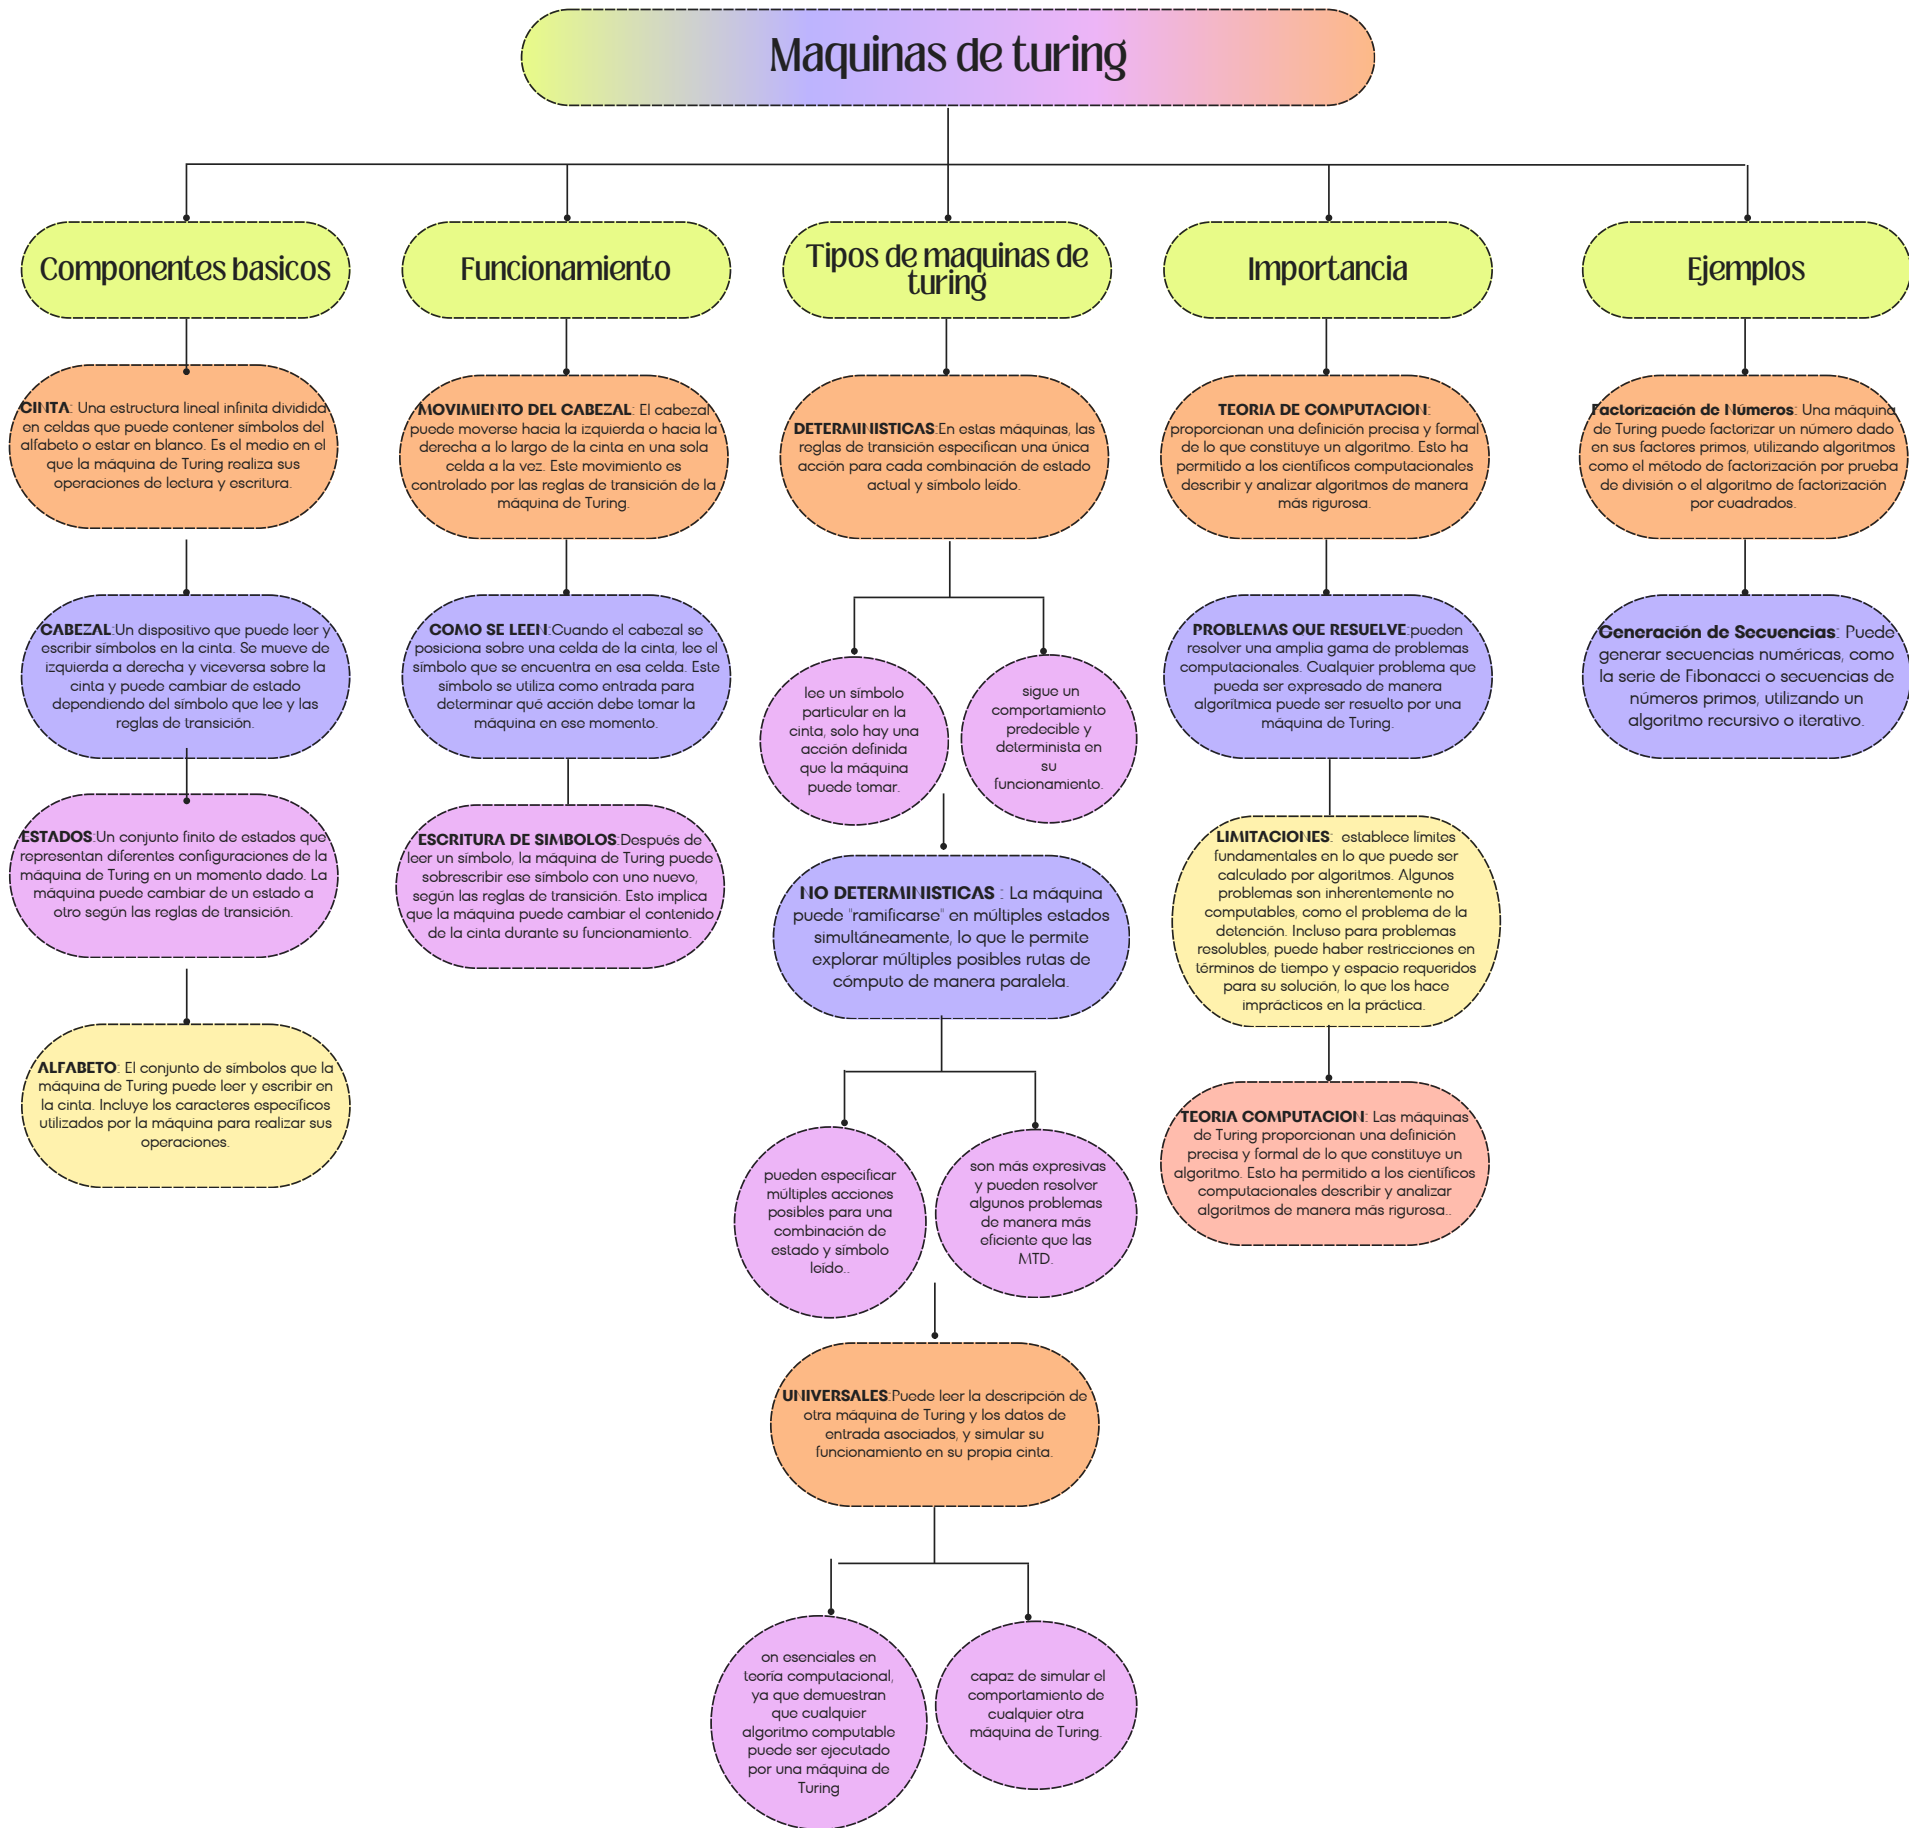 Maquinas de turing
Componentes basicos
CINTA: Una estructura lineal infinita dividida
en celdas que puede contener símbolos del
alfabeto o estar en blanco. Es el medio en el
que la máquina de Turing realiza sus
operaciones de lectura y escritura.
CABEZAL:Un dispositivo que puede leer y
escribir símbolos en la cinta. Se mueve de
izquierda a derecha y viceversa sobre la
cinta y puede cambiar de estado
dependiendo del símbolo que lee y las
reglas de transición.
ESTADOS:Un conjunto finito de estados que
representan diferentes configuraciones de la
máquina de Turing en un momento dado. La
máquina puede cambiar de un estado a
otro según las reglas de transición.
ALFABETO: El conjunto de símbolos que la
máquina de Turing puede leer y escribir en
la cinta. Incluye los caracteres específicos
utilizados por la máquina para realizar sus
operaciones.
Funcionamiento
MOVIMIENTO DEL CABEZAL: El cabezal
puede moverse hacia la izquierda o hacia la
derecha a lo largo de la cinta en una sola
celda a la vez. Este movimiento es
controlado por las reglas de transición de la
máquina de Turing.
COMO SE LEEN:Cuando el cabezal se
posiciona sobre una celda de la cinta, lee el
símbolo que se encuentra en esa celda. Este
símbolo se utiliza como entrada para
determinar qué acción debe tomar la
máquina en ese momento.
ESCRITURA DE SIMBOLOS:Después de
leer un símbolo, la máquina de Turing puede
sobrescribir ese símbolo con uno nuevo,
según las reglas de transición. Esto implica
que la máquina puede cambiar el contenido
de la cinta durante su funcionamiento.
Tipos de maquinas de
turing
DETERMINISTICAS:En estas máquinas, las
reglas de transición especifican una única
acción para cada combinación de estado
actual y símbolo leído.
lee un símbolo
particular en la
cinta, solo hay una
acción definida
que la máquina
puede tomar.
sigue un
comportamiento
predecible y
determinista en
su
funcionamiento.
NO DETERMINISTICAS : La máquina
puede "ramificarse" en múltiples estados
simultáneamente, lo que le permite
explorar múltiples posibles rutas de
cómputo de manera paralela.
pueden especificar
múltiples acciones
posibles para una
combinación de
estado y símbolo
leído..
son más expresivas
y pueden resolver
algunos problemas
de manera más
eficiente que las
MTD.
UNIVERSALES:Puede leer la descripción de
otra máquina de Turing y los datos de
entrada asociados, y simular su
funcionamiento en su propia cinta.
on esenciales en
teoría computacional,
ya que demuestran
que cualquier
algoritmo computable
puede ser ejecutado
por una máquina de
Turing
capaz de simular el
comportamiento de
cualquier otra
máquina de Turing.
Importancia
TEORIA DE COMPUTACION:
proporcionan una definición precisa y formal
de lo que constituye un algoritmo. Esto ha
permitido a los científicos computacionales
describir y analizar algoritmos de manera
más rigurosa.
PROBLEMAS QUE RESUELVE:pueden
resolver una amplia gama de problemas
computacionales. Cualquier problema que
pueda ser expresado de manera
algorítmica puede ser resuelto por una
máquina de Turing.
LIMITACIONES: establece límites
fundamentales en lo que puede ser
calculado por algoritmos. Algunos
problemas son inherentemente no
computables, como el problema de la
detención. Incluso para problemas
resolubles, puede haber restricciones en
términos de tiempo y espacio requeridos
para su solución, lo que los hace
imprácticos en la práctica.
TEORIA COMPUTACION: Las máquinas
de Turing proporcionan una definición
precisa y formal de lo que constituye un
algoritmo. Esto ha permitido a los científicos
computacionales describir y analizar
algoritmos de manera más rigurosa..
Ejemplos
Factorización de Números: Una máquina
de Turing puede factorizar un número dado
en sus factores primos, utilizando algoritmos
como el método de factorización por prueba
de división o el algoritmo de factorización
por cuadrados.
Generación de Secuencias: Puede
generar secuencias numéricas, como
la serie de Fibonacci o secuencias de
números primos, utilizando un
algoritmo recursivo o iterativo.